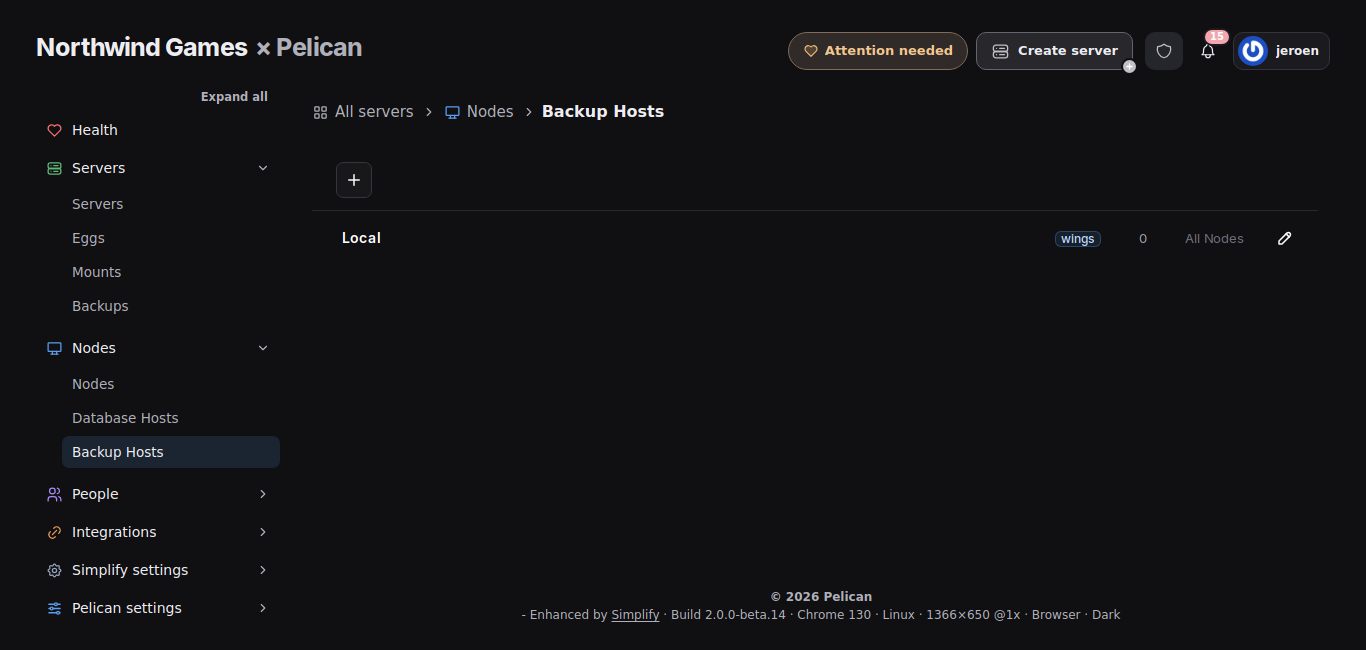 Northwind Games × Pelican
Attention needed
Create server
15
jeroen
Expand all
Health
Servers
Servers
Eggs
Mounts
Backups
Nodes
Nodes
Database Hosts
Backup Hosts
People
Integrations
Simplify settings
Pelican settings
All servers > Nodes > Backup Hosts
Local wings 0 All Nodes
© 2026 Pelican
- Enhanced by Simplify · Build 2.0.0-beta.14 · Chrome 130 · Linux · 1366×650 @1x · Browser · Dark